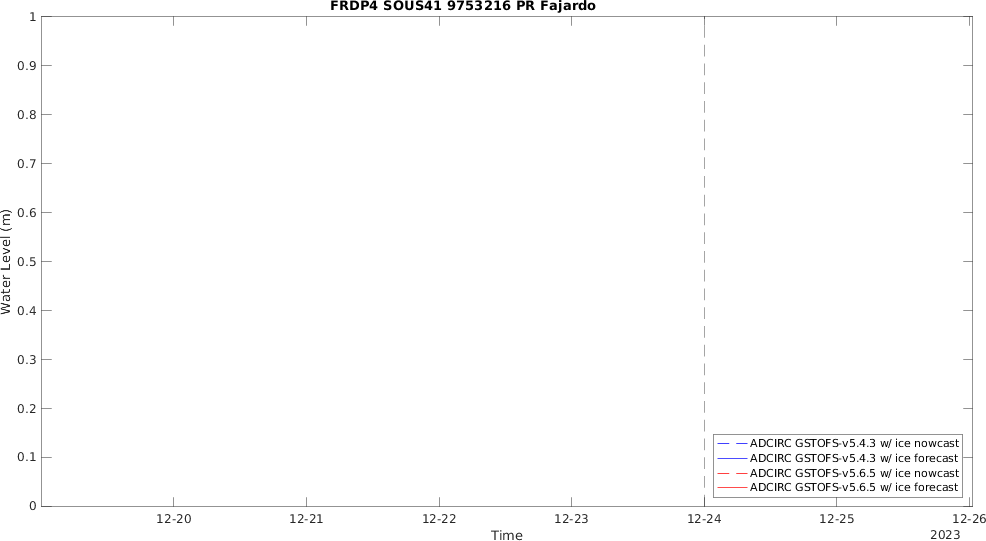 FRDP4 SOUS41 9753216 PR Fajardo
1
0.9
0.8
0.7
0.6
0.5
0.4
0.3
0.2
0.1
0
Water Level (m)
ADCIRC GSTOFS-v5.4.3 w/ ice nowcast
ADCIRC GSTOFS-v5.4.3 w/ ice forecast
ADCIRC GSTOFS-v5.6.5 w/ ice nowcast
ADCIRC GSTOFS-v5.6.5 w/ ice forecast
12-20 12-21 12-22 12-23 12-24 12-25 12-26
Time
2023